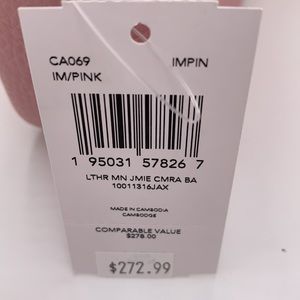 CA069 IMPIN
IM/PINK
1 95031 57826 7
LTHR MN JMIE CMRA BA
10011316JAX
MADE IN CAMBODIA
CAMBODGE
COMPARABLE VALUE
$278.00
$272.99